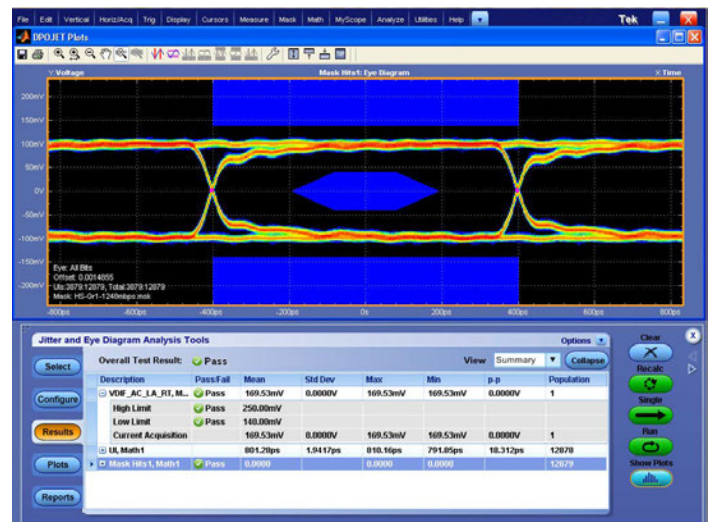 File Edit Vertical Horiz/Acq Trig Display Cursors Measure Mask Math MyScope Analyze Utilities Help Tek
DPOJET Plots
Y:Voltage Mask Hits1: Eye Diagram X:Time
200mV
150mV
100mV
50mV
0V
-50mV
-100mV
-150mV
-200mV
Eye: All Bits
Offset: 0.0014855
UIs:3879:12879, Total:3879:12879
Mask: HS-Gr1-1248mbps.msk
-800ps -600ps -400ps -200ps 0s 200ps 400ps 600ps 800ps
Jitter and Eye Diagram Analysis Tools Options Clear X
Select Overall Test Result: Pass View Summary Collapse
Recalc
Description Pass/Fail Mean Std Dev Max Min p-p Population
VDIF_AC_LA_RT, M... Pass 169.53mV 0.0000V 169.53mV 169.53mV 0.0000V 1
Configure High Limit Pass 250.00mV Single
Low Limit Pass 140.00mV
Results Current Acquisition 169.53mV 0.0000V 169.53mV 169.53mV 0.0000V 1 Run
UI, Math1 801.28ps 1.9417ps 810.16ps 791.85ps 18.312ps 12878
Plots Mask Hits1, Math1 Pass 0.0000 0.0000 0.0000 12879 Show Plots
Reports